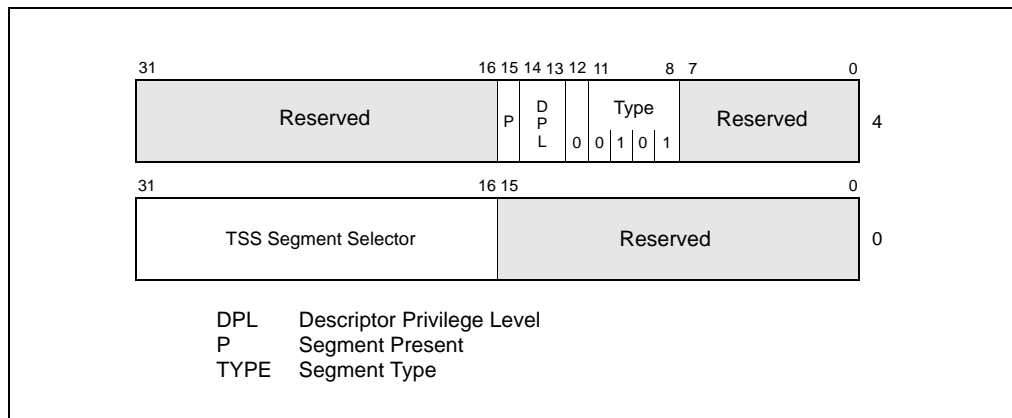 31 16 15 14 13 12 11 8 7 0
Reserved P DPL Type Reserved 4
0 0 1 0 1
31 16 15 0
TSS Segment Selector Reserved 0
DPL Descriptor Privilege Level
P Segment Present
TYPE Segment Type